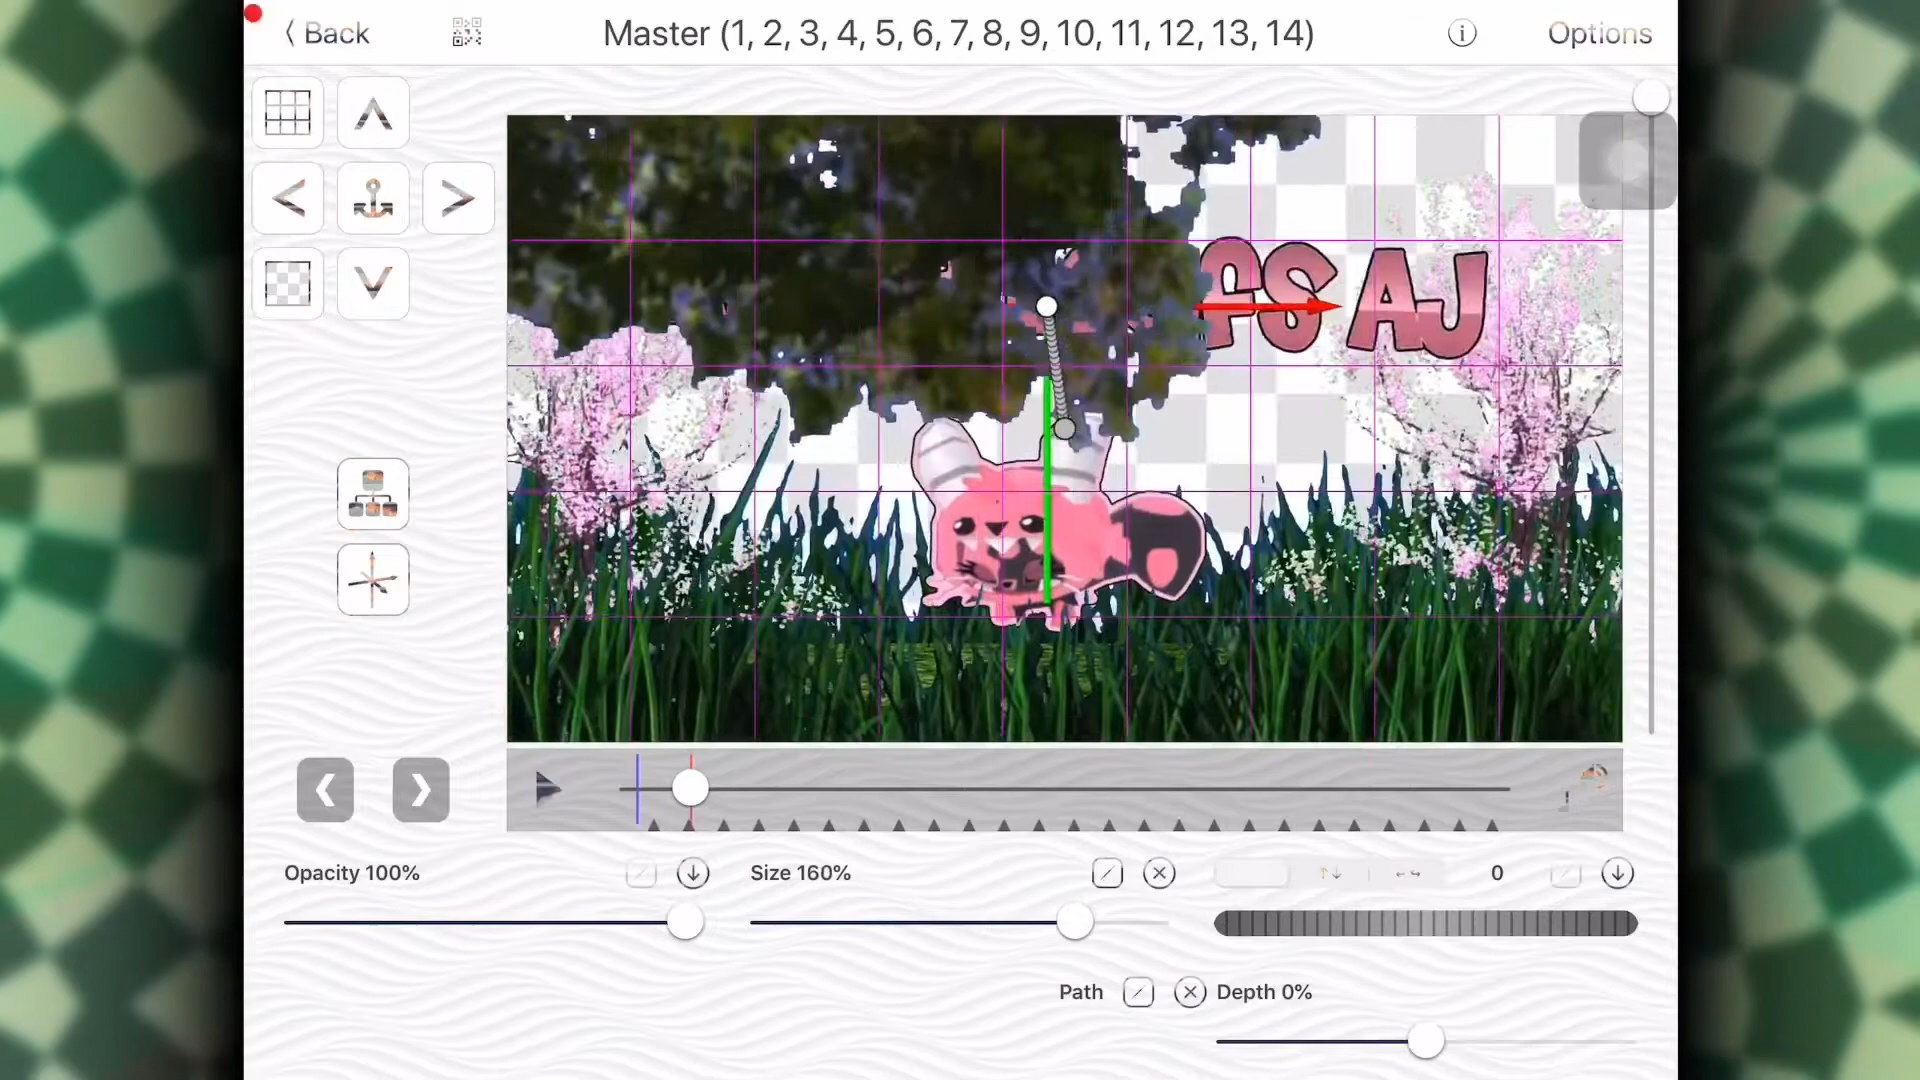 Back
Master (1, 2, 3, 4, 5, 6, 7, 8, 9, 10, 11, 12, 13, 14)
Options
FS AJ
Opacity 100%
Size 160%
0
Path
Depth 0%